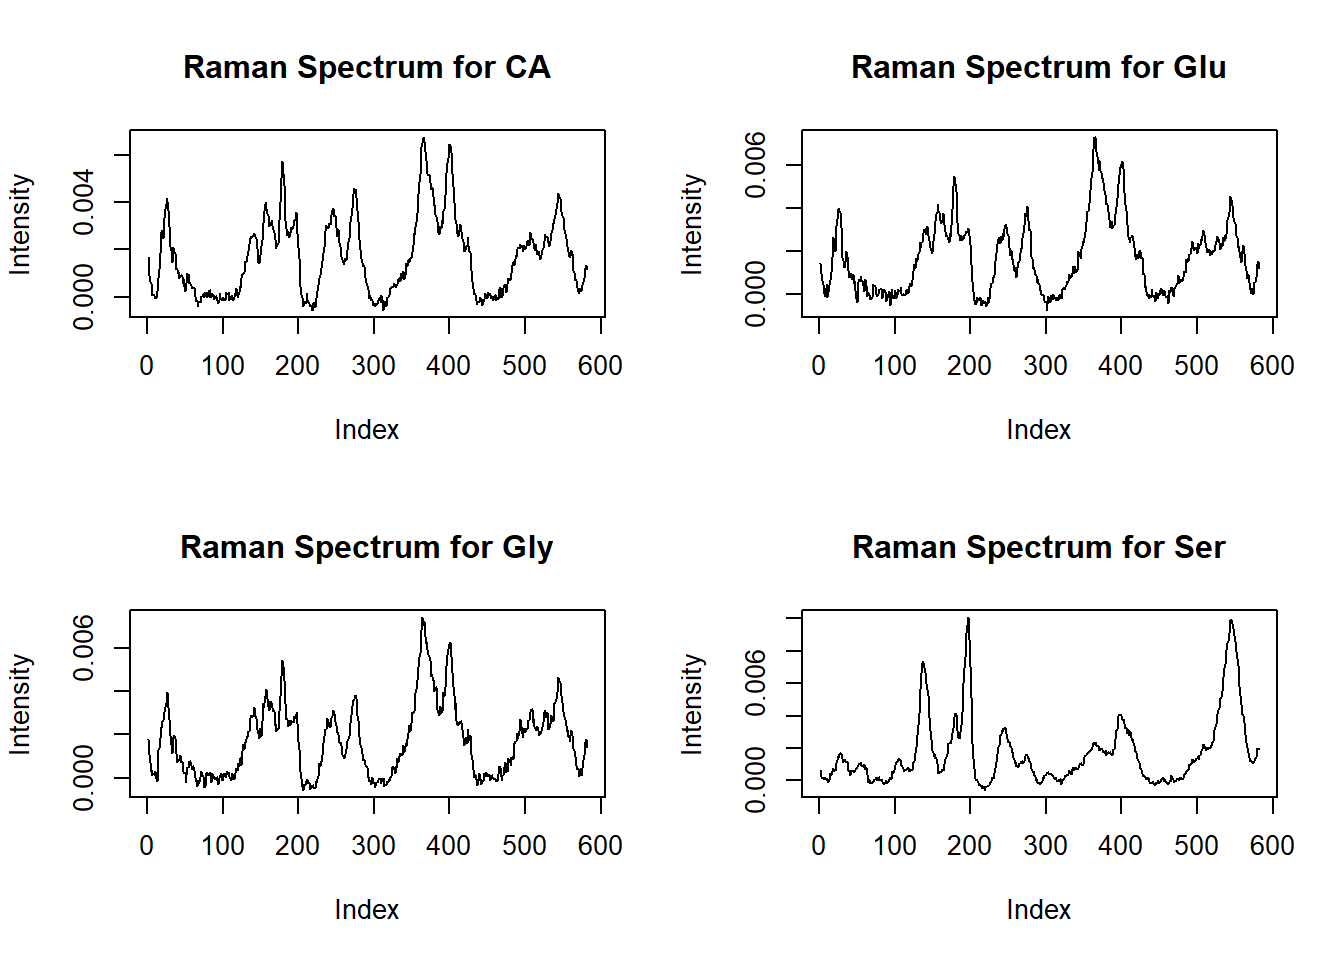 Raman Spectrum for CA
Intensity
0.000 0.004
0 100 200 300 400 500 600
Index
Raman Spectrum for Glu
Intensity
0.000 0.006
0 100 200 300 400 500 600
Index
Raman Spectrum for Gly
Intensity
0.000 0.006
0 100 200 300 400 500 600
Index
Raman Spectrum for Ser
Intensity
0.000 0.006
0 100 200 300 400 500 600
Index